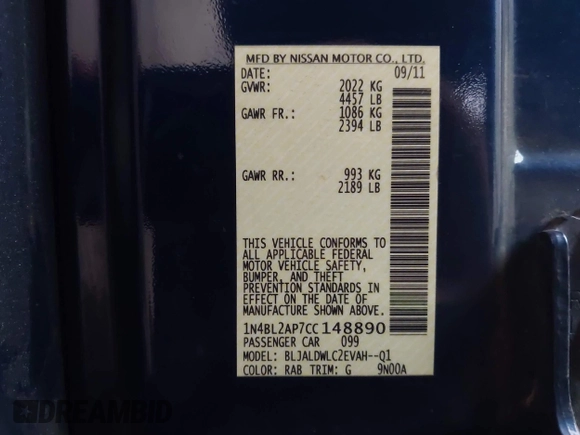 MFD BY NISSAN MOTOR CO., LTD.
DATE: 09/11
GVWR: 2022 KG
4457 LB
GAWR FR.: 1086 KG
2394 LB
GAWR RR.: 993 KG
2189 LB
THIS VEHICLE CONFORMS TO
ALL APPLICABLE FEDERAL
MOTOR VEHICLE SAFETY,
BUMPER, AND THEFT
PREVENTION STANDARDS IN
EFFECT ON THE DATE OF
MANUFACTURE SHOWN ABOVE.
1N4BL2AP7CC148890
PASSENGER CAR 099
MODEL: BLJALDWLC2EVAH--Q1
COLOR: RAB TRIM: G 9N00A
DREAMBID